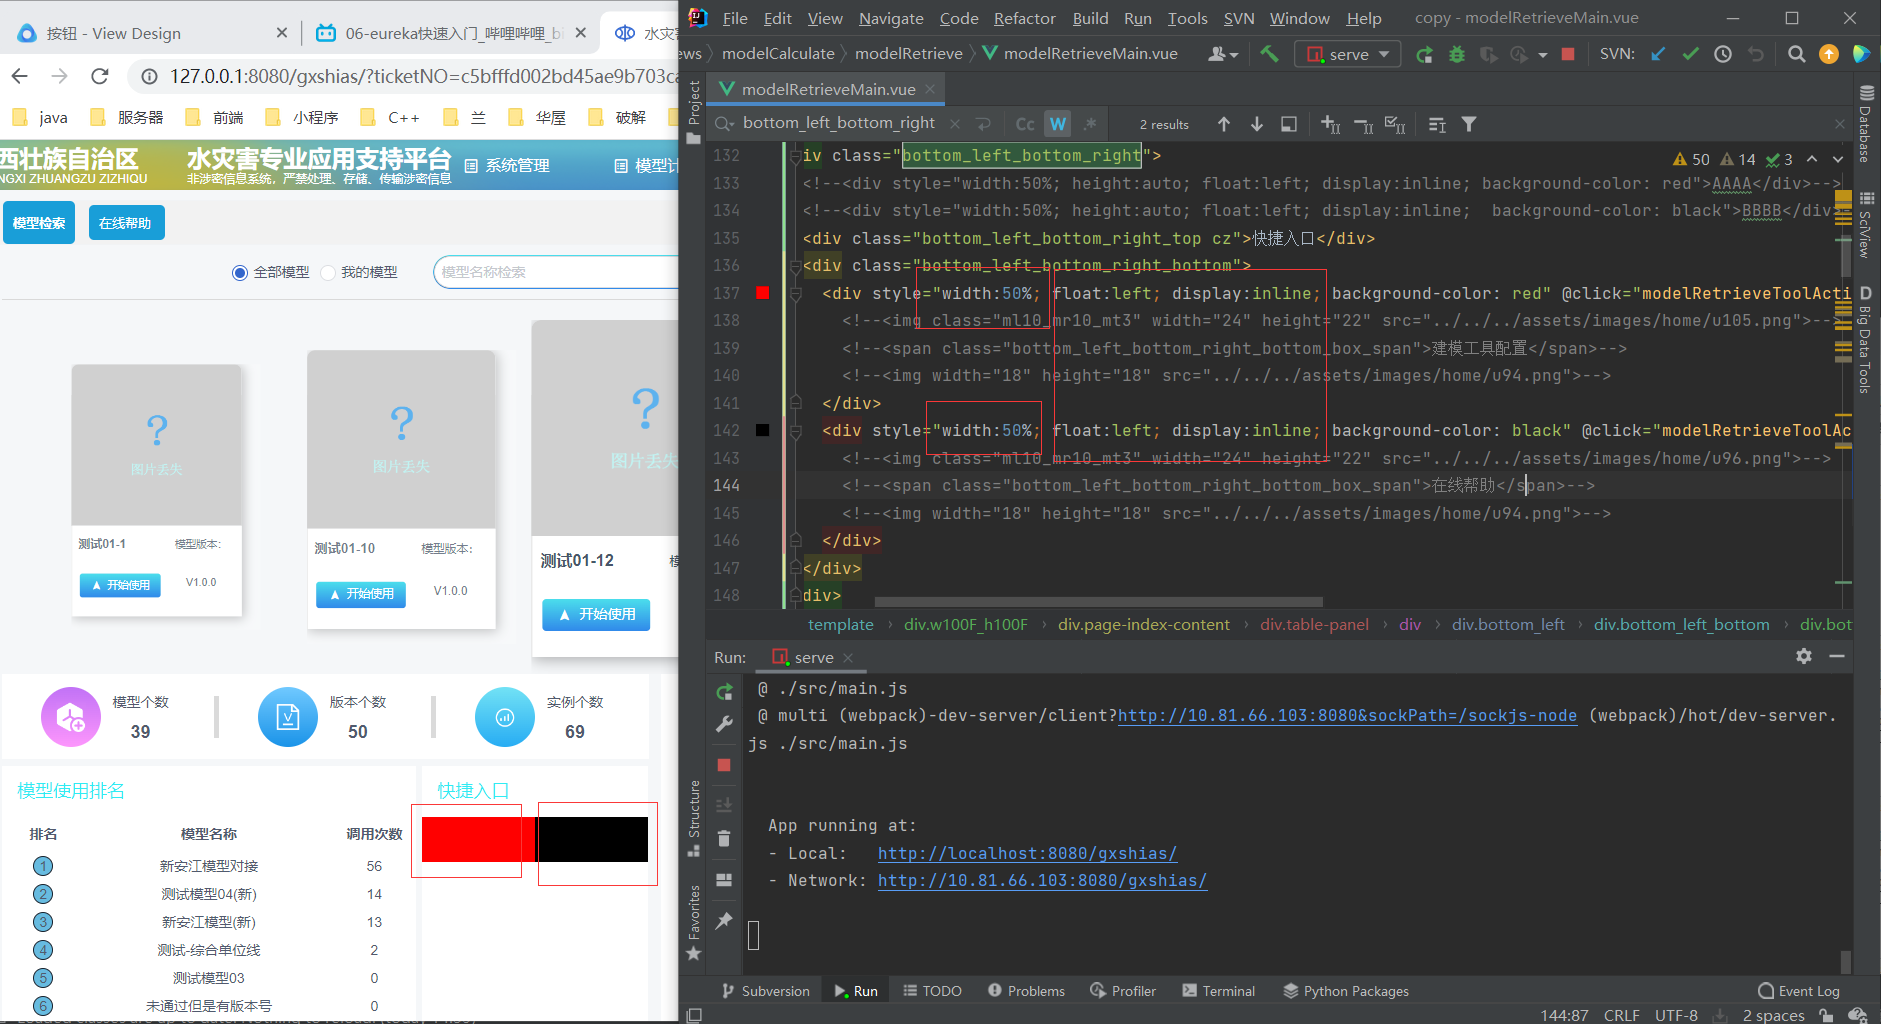 按钮 - View Design
06-eureka快速入门_哔哩哔哩_bi
水灾害
127.0.0.1:8080/gxshias/?ticketNO=c5bfffd002bd45ae9b703ca
java
服务器
前端
小程序
C++
兰
华屋
破解
西壮族自治区
NGXI ZHUANGZU ZIZHIQU
水灾害专业应用支持平台
非涉密信息系统，严禁处理、存储、传输涉密信息
系统管理
模型计
模型检索
在线帮助
全部模型
我的模型
模型名称检索
?
图片丢失
测试01-1
模型版本：
开始使用
V1.0.0
?
图片丢失
测试01-10
模型版本：
开始使用
V1.0.0
?
图片丢失
测试01-12
模
开始使用
模型个数
39
版本个数
50
实例个数
69
模型使用排名
排名 模型名称 调用次数
1 新安江模型对接 56
2 测试模型04(新) 14
3 新安江模型(新) 13
4 测试-综合单位线 2
5 测试模型03 0
6 未通过但是有版本号 0
快捷入口
File Edit View Navigate Code Refactor Build Run Tools SVN Window Help
copy - modelRetrieveMain.vue
ews modelCalculate modelRetrieve modelRetrieveMain.vue
serve
SVN:
Project
modelRetrieveMain.vue
bottom_left_bottom_right
Cc W .*
2 results
50 14 3
132 iv class="bottom_left_bottom_right">
133 <!--<div style="width:50%; height:auto; float:left; display:inline; background-color: red">AAAA</div>-->
134 <!--<div style="width:50%; height:auto; float:left; display:inline;  background-color: black">BBBB</div>-
135 <div class="bottom_left_bottom_right_top cz">快捷入口</div>
136 <div class="bottom_left_bottom_right_bottom">
137 <div style="width:50%; float:left; display:inline; background-color: red" @click="modelRetrieveToolActi
138 <!--<img class="ml10_mr10_mt3" width="24" height="22" src="../../../assets/images/home/u105.png">-->
139 <!--<span class="bottom_left_bottom_right_bottom_box_span">建模工具配置</span>-->
140 <!--<img width="18" height="18" src="../../../assets/images/home/u94.png">-->
141 </div>
142 <div style="width:50%; float:left; display:inline; background-color: black" @click="modelRetrieveToolAc
143 <!--<img class="ml10_mr10_mt3" width="24" height="22" src="../../../assets/images/home/u96.png">-->
144 <!--<span class="bottom_left_bottom_right_bottom_box_span">在线帮助</span>-->
145 <!--<img width="18" height="18" src="../../../assets/images/home/u94.png">-->
146 </div>
147 </div>
148 div>
template div.w100F_h100F div.page-index-content div.table-panel div div.bottom_left div.bottom_left_bottom div.bot
Database
SciView
D Big Data Tools
Run: serve
@ ./src/main.js
@ multi (webpack)-dev-server/client?http://10.81.66.103:8080&sockPath=/sockjs-node (webpack)/hot/dev-server.
js ./src/main.js
App running at:
- Local:   http://localhost:8080/gxshias/
- Network: http://10.81.66.103:8080/gxshias/
Structure
Favorites
Subversion Run TODO Problems Profiler Terminal Python Packages Event Log
144:87 CRLF UTF-8 2 spaces